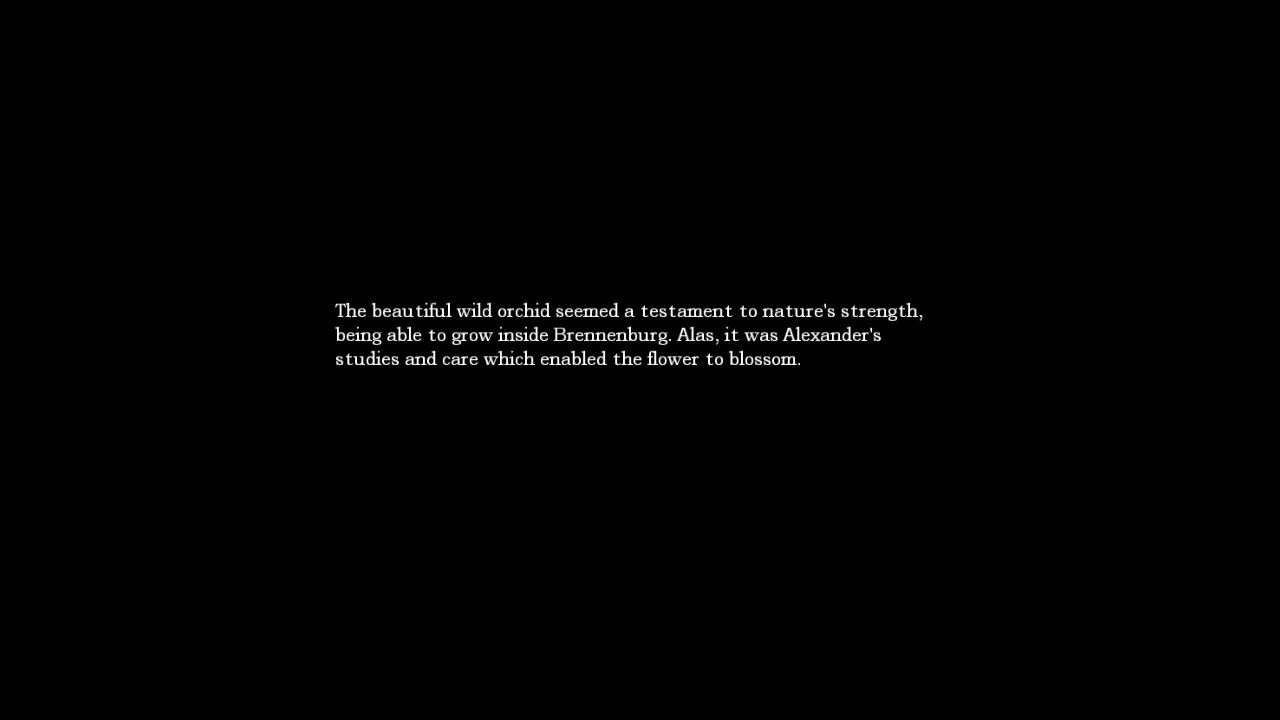 The beautiful wild orchid seemed a testament to nature's strength,
being able to grow inside Brennenburg. Alas, it was Alexander's
studies and care which enabled the flower to blossom.